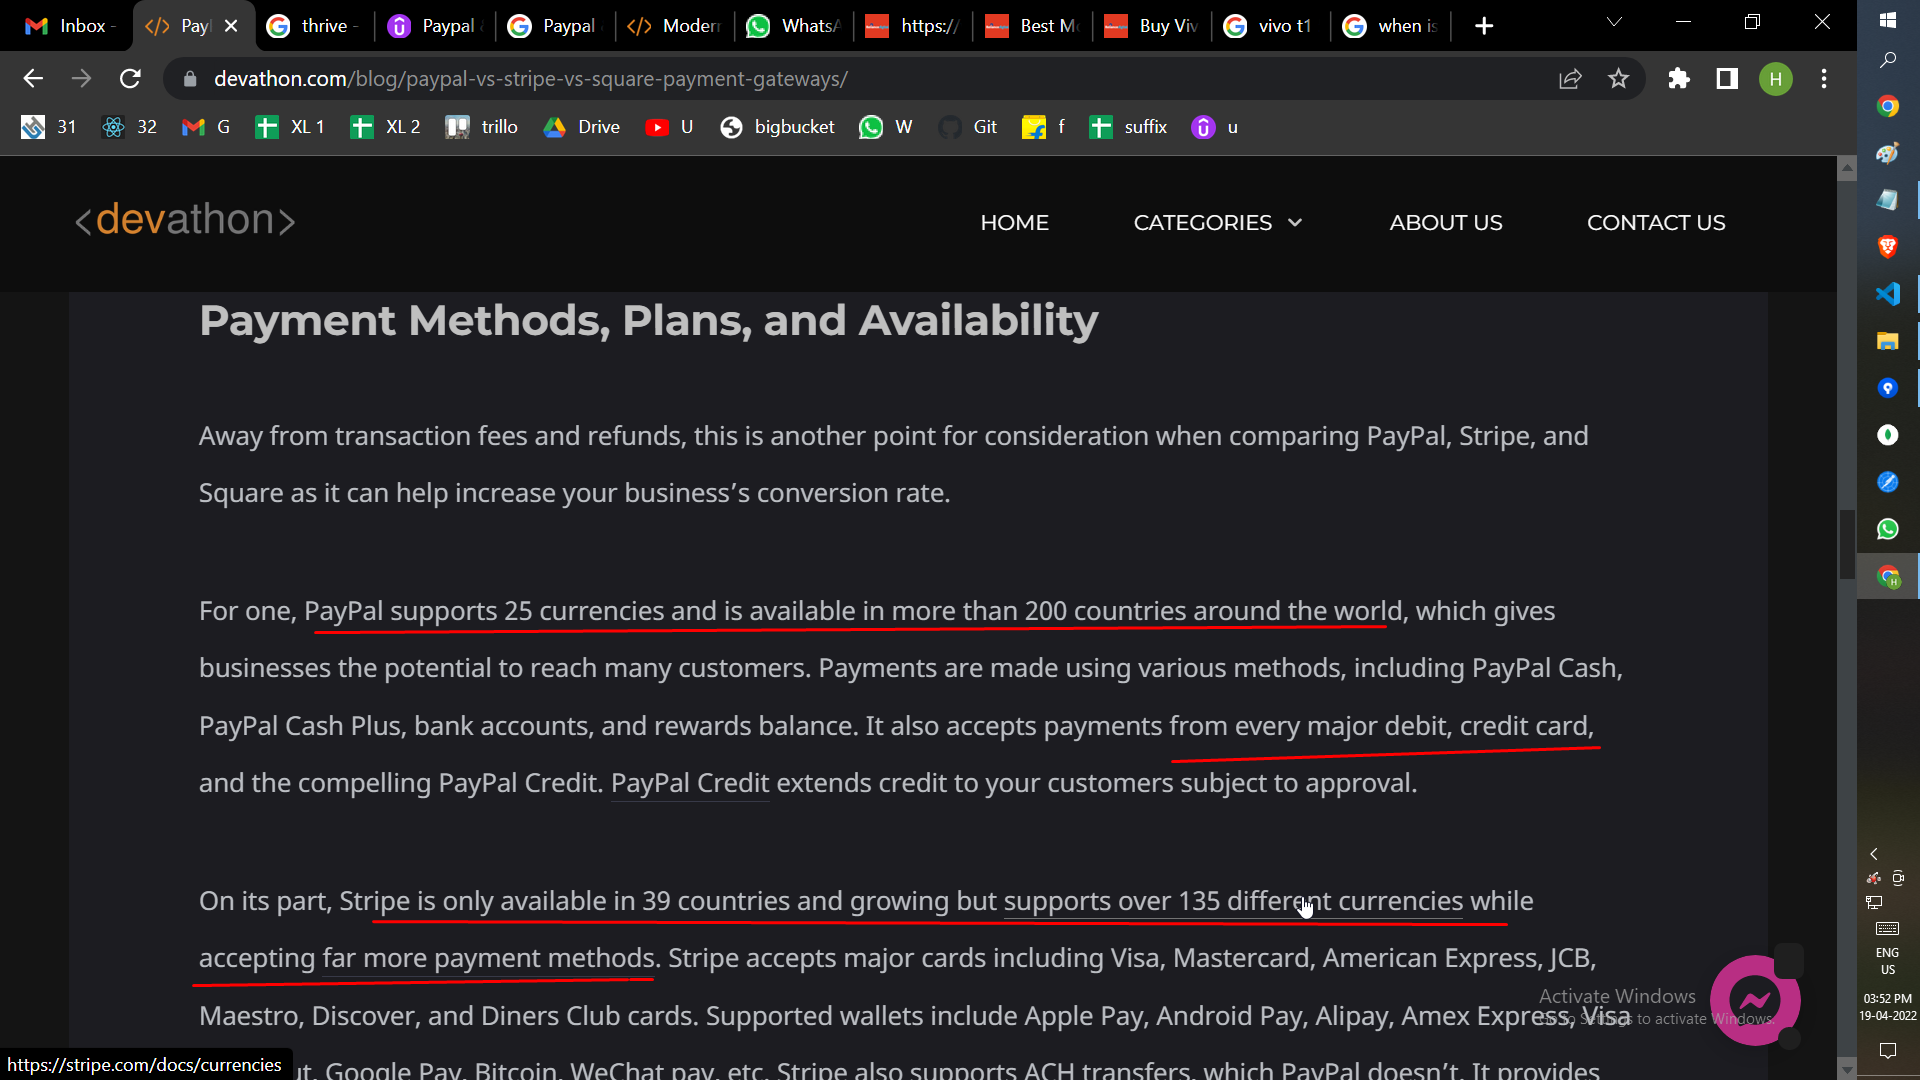 Inbox -
Payl
thrive -
Paypal
Paypal
Modern
WhatsA
https:/
Best M
Buy Viv
vivo t1
when is
devathon.com/blog/paypal-vs-stripe-vs-square-payment-gateways/
H
31
32
G
XL 1
XL 2
trillo
Drive
U
bigbucket
W
Git
f
suffix
u
<devathon>
HOME
CATEGORIES
ABOUT US
CONTACT US
Payment Methods, Plans, and Availability
Away from transaction fees and refunds, this is another point for consideration when comparing PayPal, Stripe, and
Square as it can help increase your business’s conversion rate.
For one, PayPal supports 25 currencies and is available in more than 200 countries around the world, which gives
businesses the potential to reach many customers. Payments are made using various methods, including PayPal Cash,
PayPal Cash Plus, bank accounts, and rewards balance. It also accepts payments from every major debit, credit card,
and the compelling PayPal Credit. PayPal Credit extends credit to your customers subject to approval.
On its part, Stripe is only available in 39 countries and growing but supports over 135 different currencies while
accepting far more payment methods. Stripe accepts major cards including Visa, Mastercard, American Express, JCB,
Maestro, Discover, and Diners Club cards. Supported wallets include Apple Pay, Android Pay, Alipay, Amex Express, Visa
ut, Google Pay, Bitcoin, WeChat pay, etc. Stripe also supports ACH transfers, which PayPal doesn’t. It provides
Activate Windows
Go to Settings to activate Windows.
https://stripe.com/docs/currencies
ENG
US
03:52 PM
19-04-2022